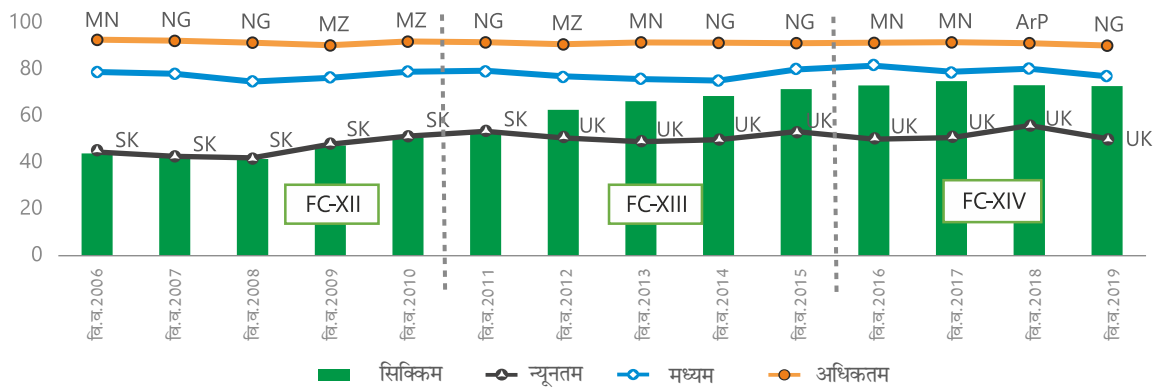 100
80
60
40
20
0
MN NG NG MZ MZ NG MZ MN NG NG MN MN ArP NG
SK SK SK SK SK SK UK UK UK UK UK UK UK UK
FC-XII FC-XIII FC-XIV
वि.व.2006 वि.व.2007 वि.व.2008 वि.व.2009 वि.व.2010 वि.व.2011 वि.व.2012 वि.व.2013 वि.व.2014 वि.व.2015 वि.व.2016 वि.व.2017 वि.व.2018 वि.व.2019
सिक्किम न्यूनतम मध्यम अधिकतम